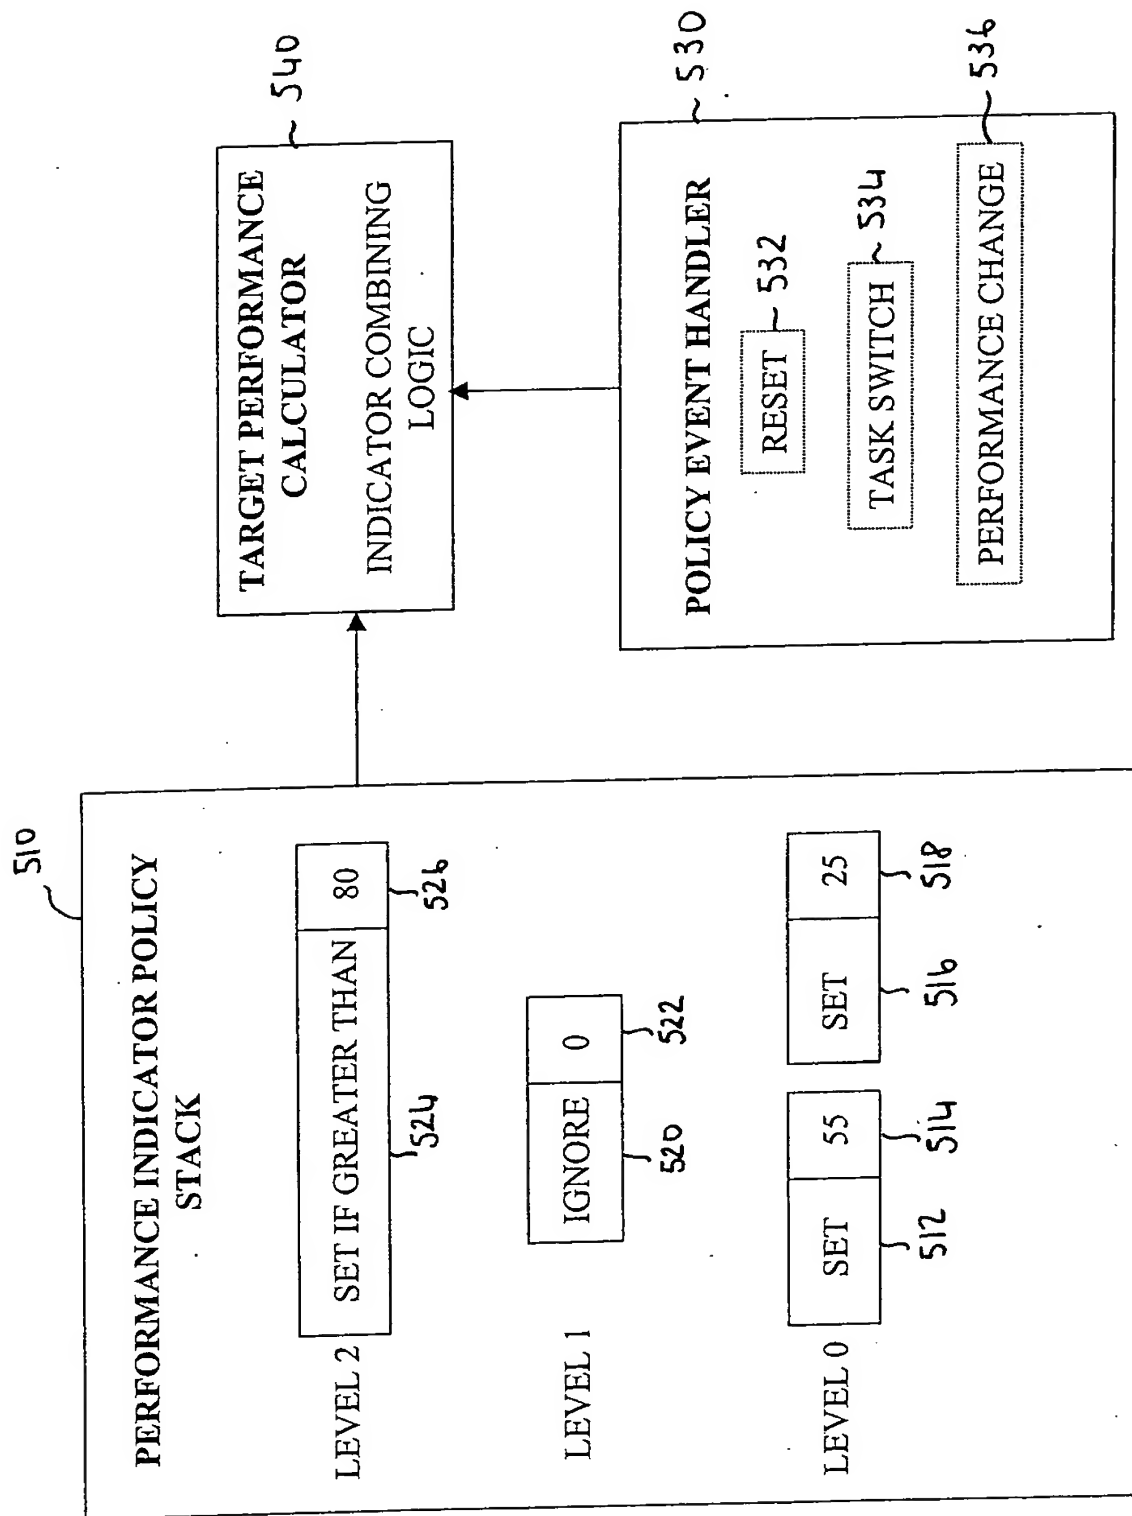 510
PERFORMANCE INDICATOR POLICY
STACK
LEVEL 2
SET IF GREATER THAN
80
524
526
LEVEL 1
IGNORE
0
520
522
LEVEL 0
SET
55
SET
25
512
514
516
518
540
TARGET PERFORMANCE
CALCULATOR
INDICATOR COMBINING
LOGIC
530
POLICY EVENT HANDLER
RESET
532
TASK SWITCH
534
PERFORMANCE CHANGE
536